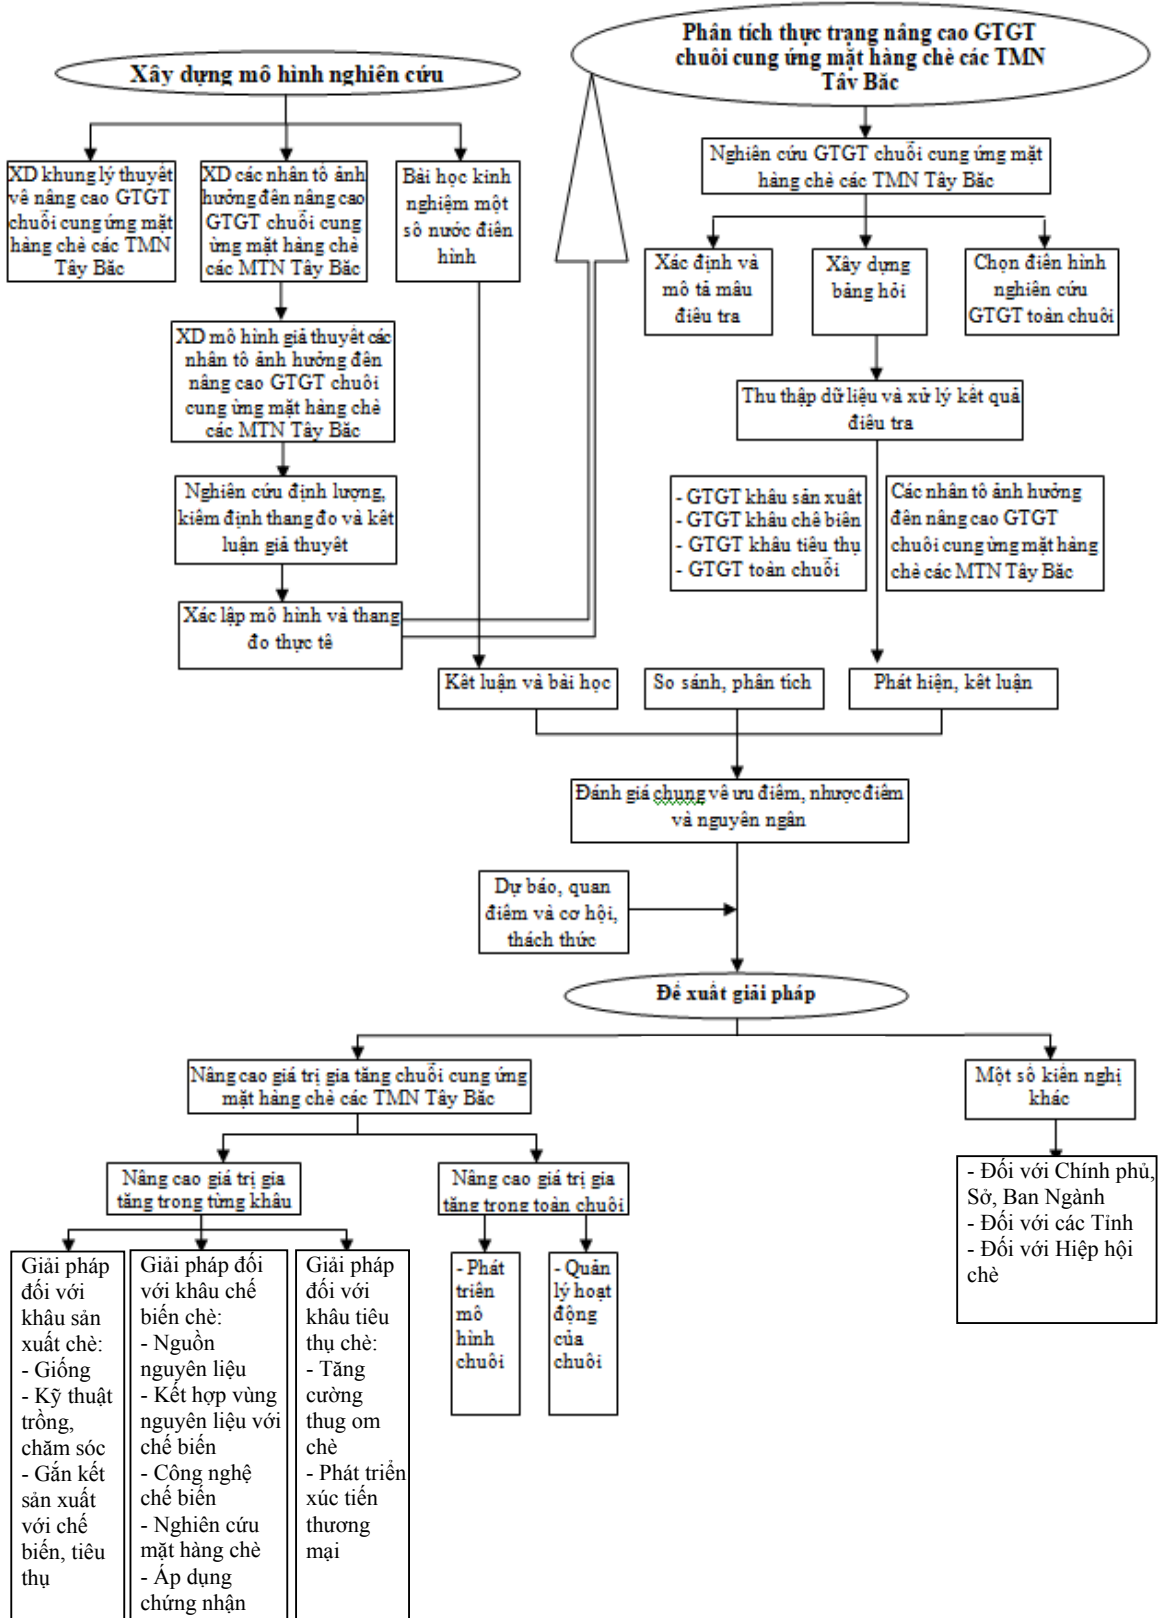 Xây dựng mô hình nghiên cứu
Phân tích thực trạng nâng cao GTGT
chuỗi cung ứng mặt hàng chè các TMN
Tây Bắc
XD khung lý thuyết
về nâng cao GTGT
chuỗi cung ứng mặt
hàng chè các TMN
Tây Bắc
XD các nhân tố ảnh
hưởng đến nâng cao
GTGT chuỗi cung
ứng mặt hàng chè
các MTN Tây Bắc
Bài học kinh
nghiệm một
số nước điển
hình
Nghiên cứu GTGT chuỗi cung ứng mặt
hàng chè các TMN Tây Bắc
Xác định và
mô tả mẫu
điều tra
Xây dựng
bảng hỏi
Chọn điển hình
nghiên cứu
GTGT toàn chuỗi
XD mô hình giả thuyết các
nhân tố ảnh hưởng đến
nâng cao GTGT chuỗi
cung ứng mặt hàng chè
các MTN Tây Bắc
Thu thập dữ liệu và xử lý kết quả
điều tra
Nghiên cứu định lượng,
kiểm định thang đo và kết
luận giả thuyết
- GTGT khâu sản xuất
- GTGT khâu chế biến
- GTGT khâu tiêu thụ
- GTGT toàn chuỗi
Các nhân tố ảnh hưởng
đến nâng cao GTGT
chuỗi cung ứng mặt hàng
chè các MTN Tây Bắc
Xác lập mô hình và thang
đo thực tế
Kết luận và bài học
So sánh, phân tích
Phát hiện, kết luận
Đánh giá chung về ưu điểm, nhược điểm
và nguyên ngân
Dự báo, quan
điểm và cơ hội,
thách thức
Đề xuất giải pháp
Nâng cao giá trị gia tăng chuỗi cung ứng
mặt hàng chè các TMN Tây Bắc
Một số kiến nghị
khác
Nâng cao giá trị gia
tăng trong từng khâu
Nâng cao giá trị gia
tăng trong toàn chuỗi
- Đối với Chính phủ,
Sở, Ban Ngành
- Đối với các Tỉnh
- Đối với Hiệp hội
chè
Giải pháp
đối với
khâu sản
xuất chè:
- Giống
- Kỹ thuật
trồng,
chăm sóc
- Gắn kết
sản xuất
với chế
biến, tiêu
thụ
Giải pháp đối
với khâu chế
biến chè:
- Nguồn
nguyên liệu
- Kết hợp vùng
nguyên liệu với
chế biến
- Công nghệ
chế biến
- Nghiên cứu
mặt hàng chè
- Áp dụng
chứng nhận
Giải pháp
đối với
khâu tiêu
thụ chè:
- Tăng
cường
thug om
chè
- Phát triển
xúc tiến
thương
mại
- Phát
triển
mô
hình
chuỗi
- Quản
lý hoạt
động
của
chuỗi